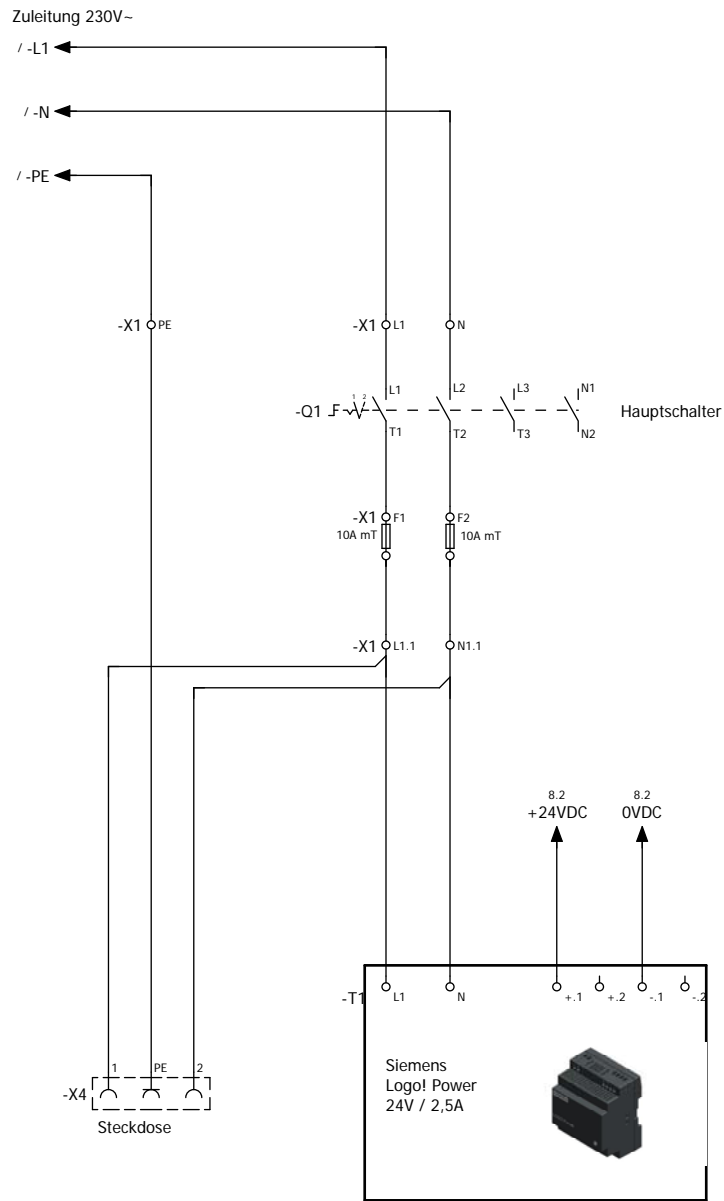 Zuleitung 230V~
/ -L1
/ -N
/ -PE
-X1 PE
-X1 L1
N
L1
L2
L3
N1
-Q1
1 2
Hauptschalter
T1
T2
T3
N2
-X1 F1
F2
10A mT
10A mT
-X1 L1.1
N1.1
8.2
+24VDC
8.2
0VDC
-T1
L1
N
+.1
+.2
-.1
-.2
Siemens
Logo! Power
24V / 2,5A
1
PE
2
-X4
Steckdose